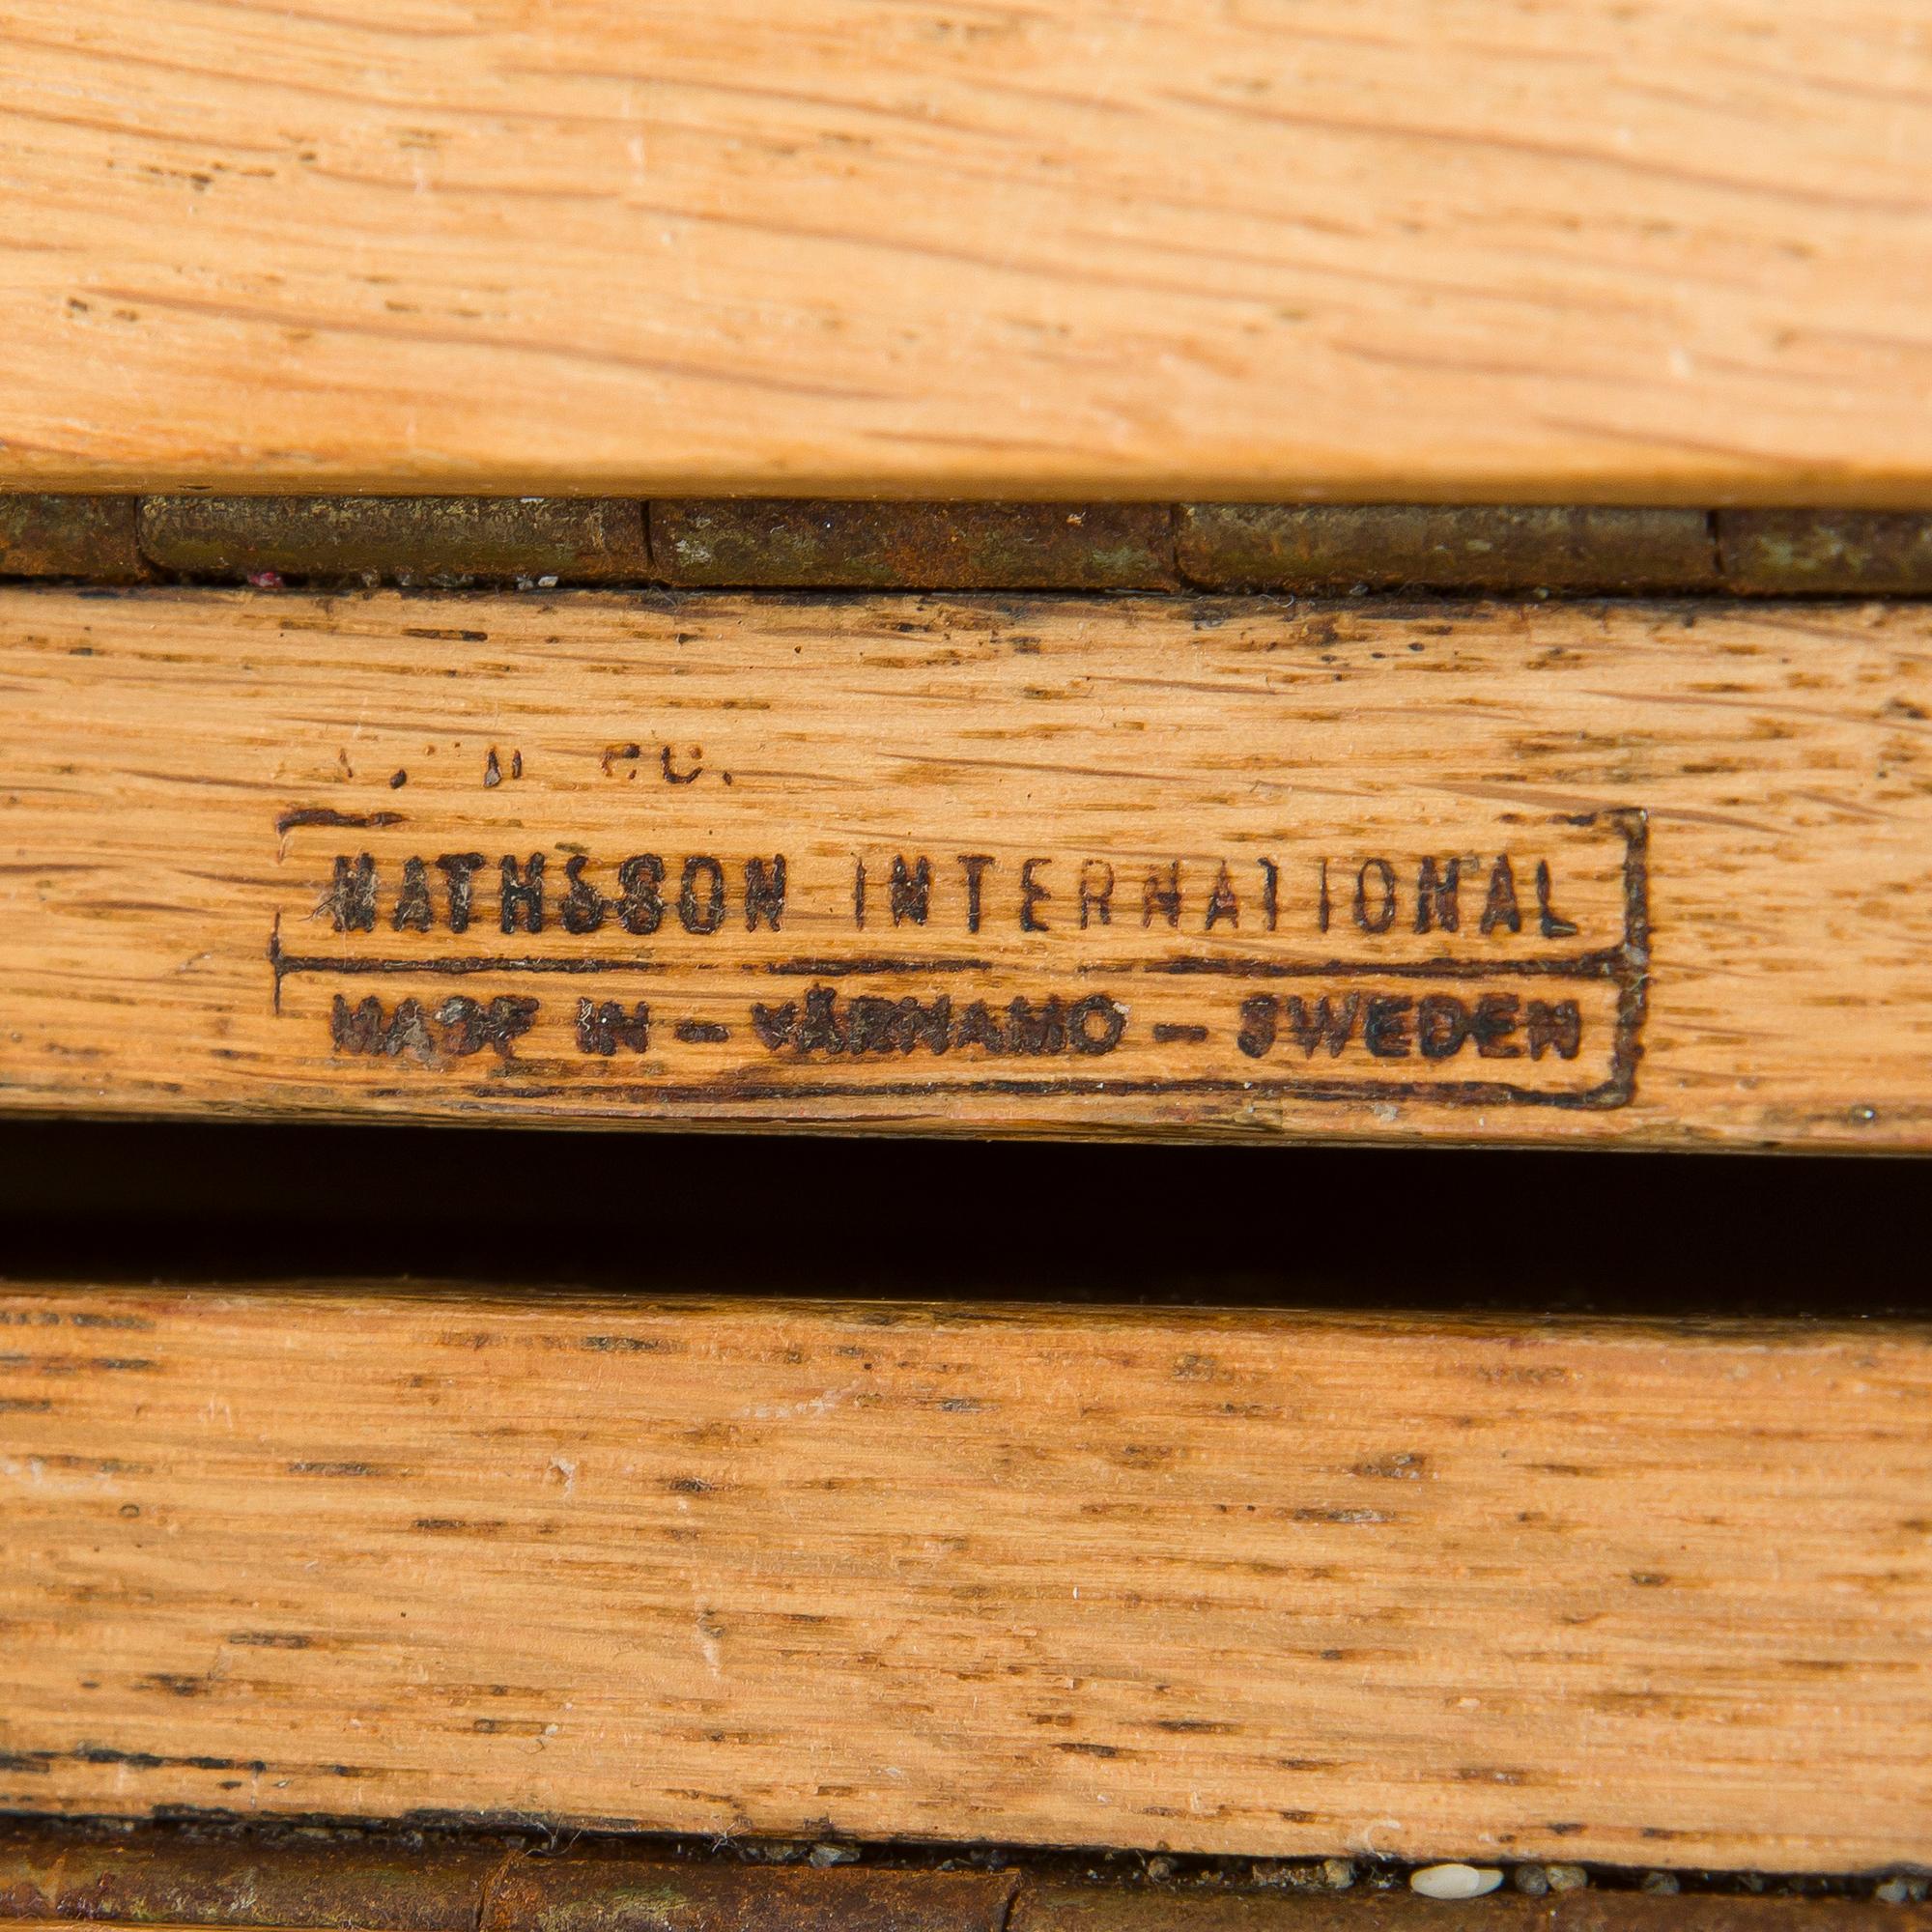 MATHSSON INTERNATIONAL
MADE IN - VÄRNAMO - SWEDEN